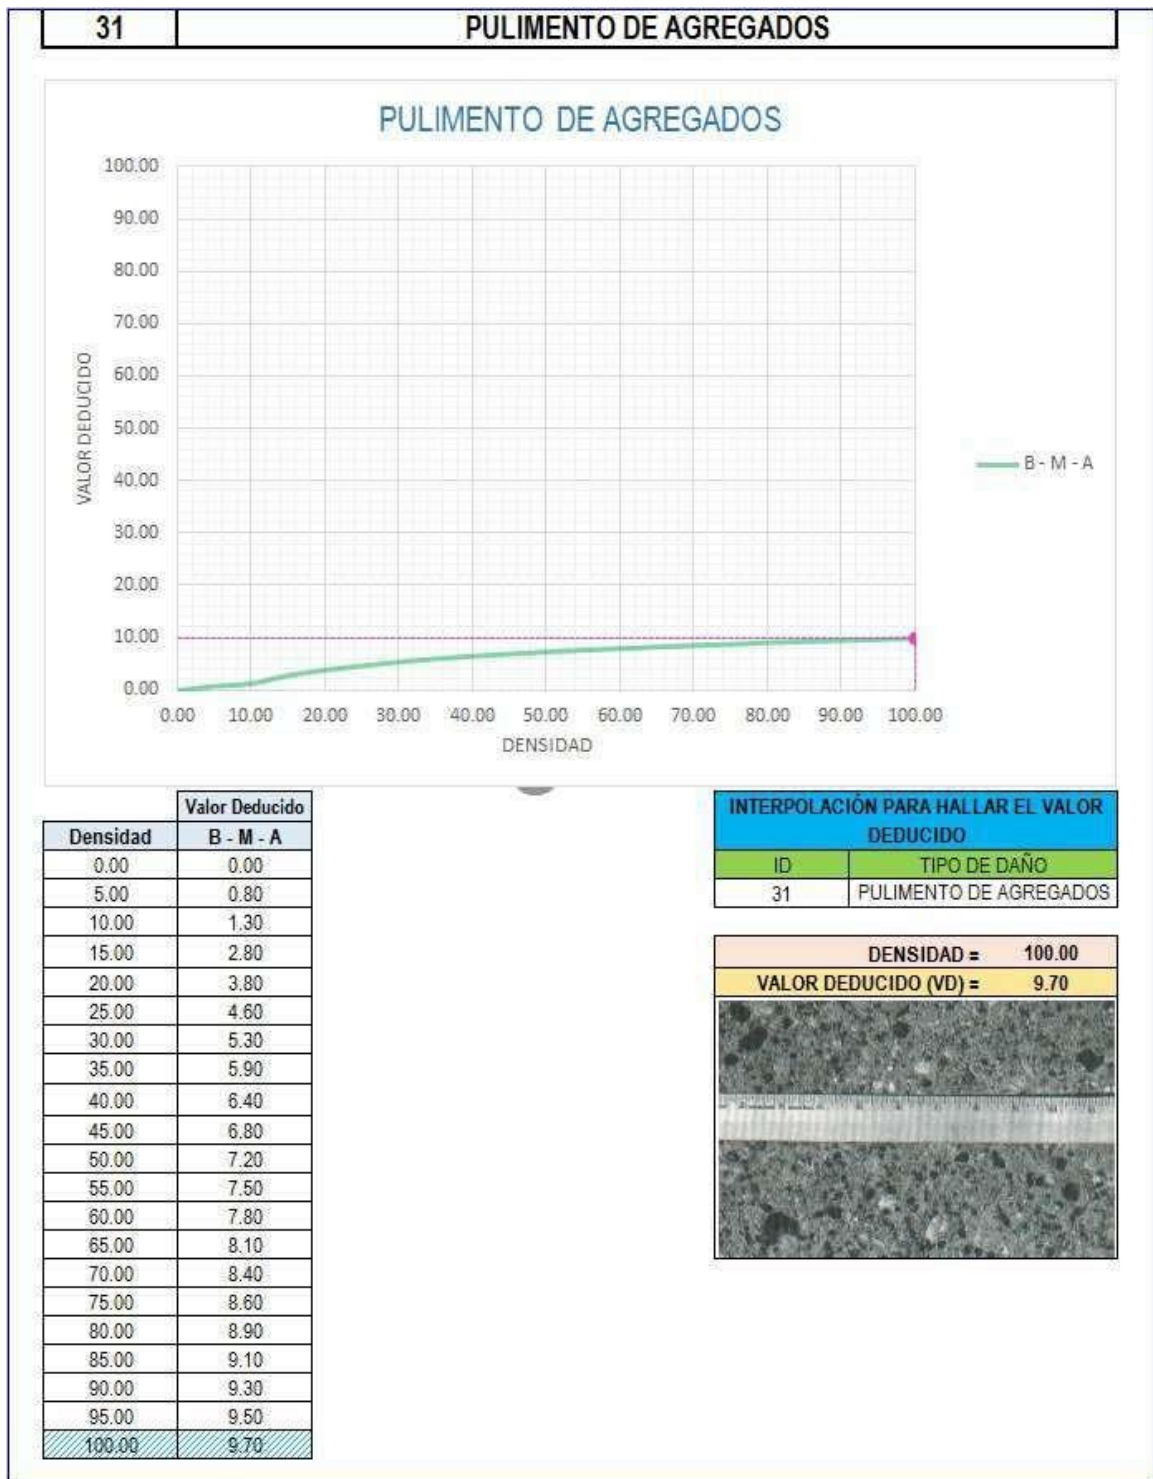 31 PULIMENTO DE AGREGADOS
PULIMENTO DE AGREGADOS
100.00
90.00
80.00
70.00
60.00
50.00
40.00
30.00
20.00
10.00
0.00
VALOR DEDUCIDO
0.00 10.00 20.00 30.00 40.00 50.00 60.00 70.00 80.00 90.00 100.00
DENSIDAD
B - M - A
Valor Deducido
Densidad B - M - A
0.00 0.00
5.00 0.80
10.00 1.30
15.00 2.80
20.00 3.80
25.00 4.60
30.00 5.30
35.00 5.90
40.00 6.40
45.00 6.80
50.00 7.20
55.00 7.50
60.00 7.80
65.00 8.10
70.00 8.40
75.00 8.60
80.00 8.90
85.00 9.10
90.00 9.30
95.00 9.50
100.00 9.70
INTERPOLACIÓN PARA HALLAR EL VALOR
DEDUCIDO
ID TIPO DE DAÑO
31 PULIMENTO DE AGREGADOS
DENSIDAD = 100.00
VALOR DEDUCIDO (VD) = 9.70